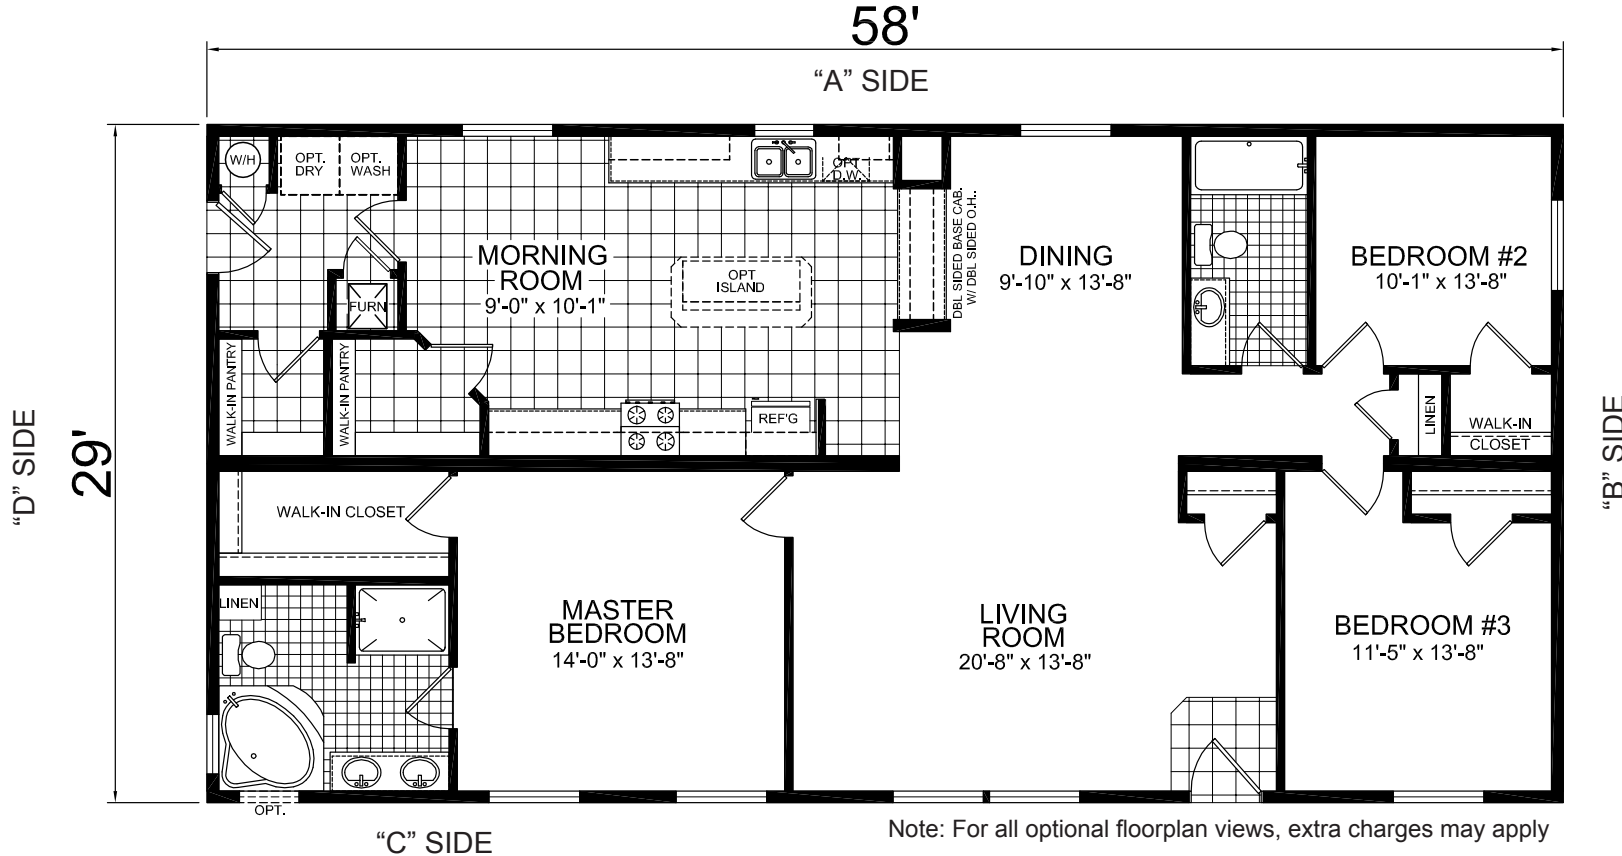 58'
“A” SIDE
W/H
OPT.
DRY
OPT.
WASH
OPT
D.W.
MORNING
ROOM
9'-0" x 10'-1"
OPT
ISLAND
DBL SIDED BASE CAB.
W/ DBL SIDED O.H..
DINING
9'-10" x 13'-8"
BEDROOM #2
10'-1" x 13'-8"
FURN
WALK-IN PANTRY
WALK-IN PANTRY
REF'G
LINEN
WALK-IN
CLOSET
“D” SIDE
29'
“B” SIDE
WALK-IN CLOSET
LINEN
MASTER
BEDROOM
14'-0" x 13'-8"
LIVING
ROOM
20'-8" x 13'-8"
BEDROOM #3
11'-5" x 13'-8"
OPT.
“C” SIDE
Note: For all optional floorplan views, extra charges may apply